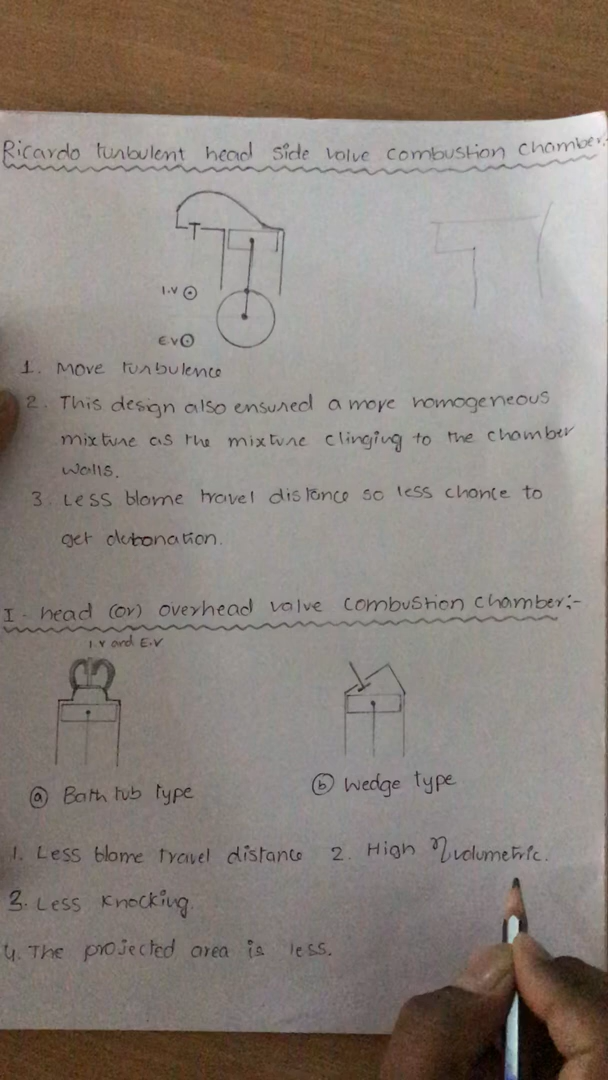 Ricardo turbulent head side valve combustion chamber:-
T
I.V
E.V
1. More turbulence
2. This design also ensured a more homogeneous
mixture as the mixture clinging to the chamber
walls.
3. Less blame travel distance so less chance to
get detonation.
I - head (or) overhead valve combustion chamber:-
I.V and E.V
(a) Bath tub type
(b) Wedge type
1. Less blame travel distance 2. High η volumetric.
3. Less knocking.
4. The projected area is less.